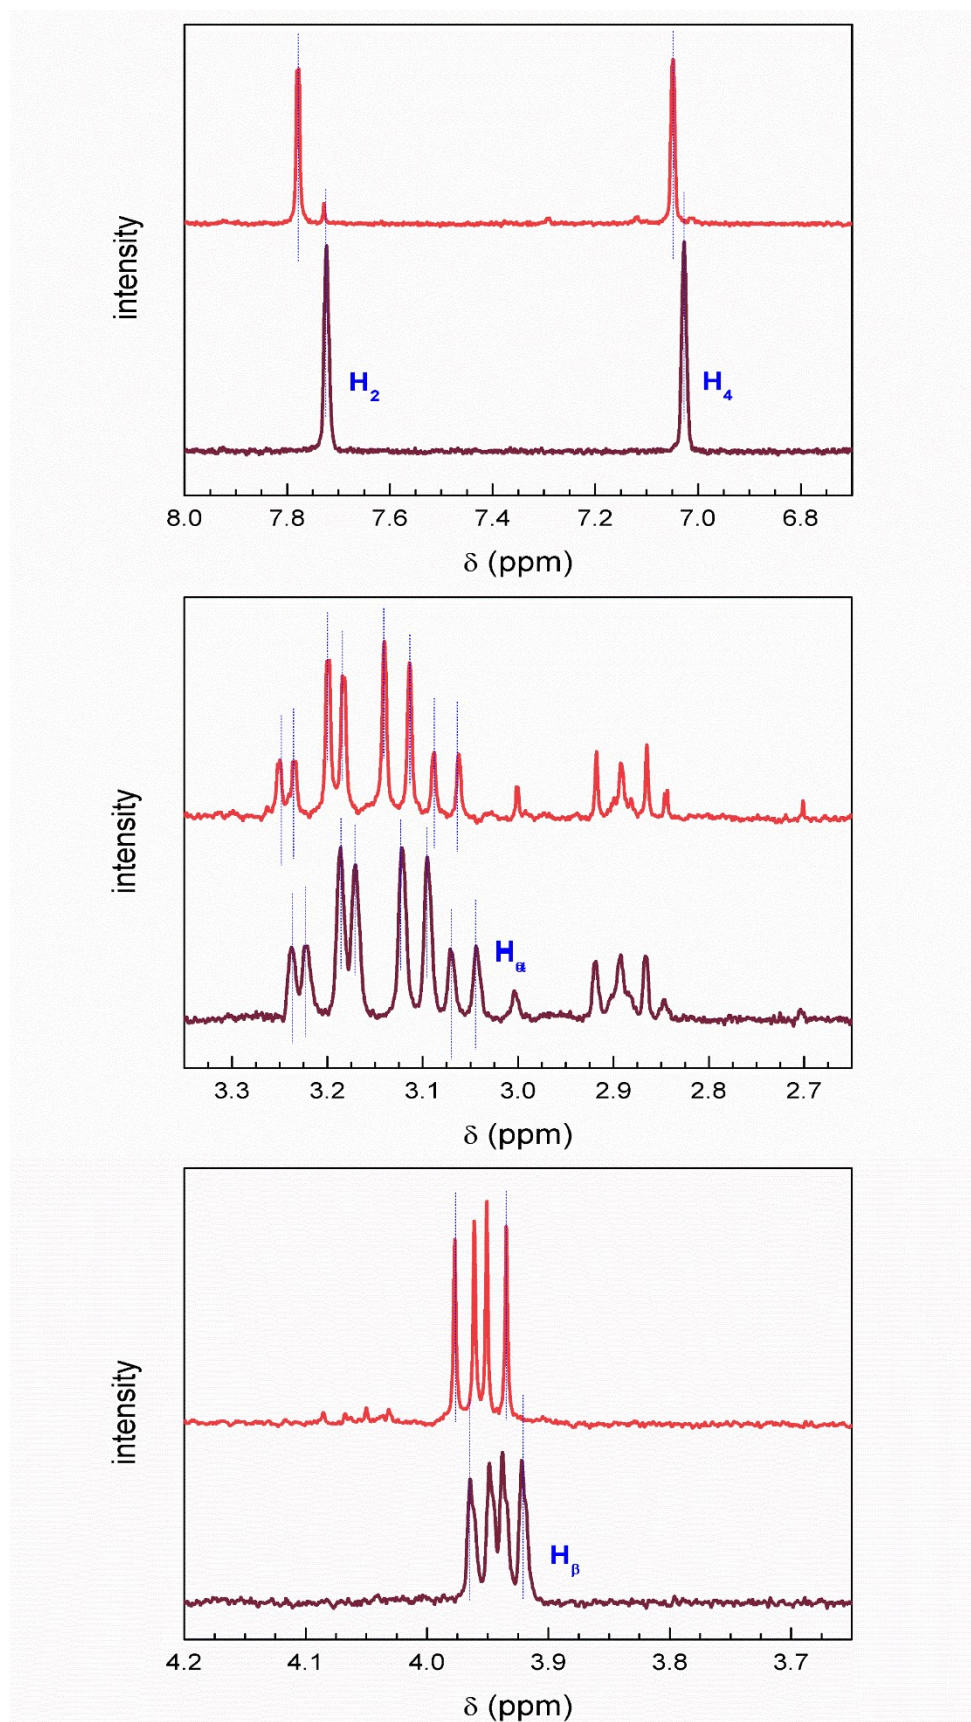 intensity
H₂
H₄
8.0 7.8 7.6 7.4 7.2 7.0 6.8
δ (ppm)
intensity
Hα
3.3 3.2 3.1 3.0 2.9 2.8 2.7
δ (ppm)
intensity
Hβ
4.2 4.1 4.0 3.9 3.8 3.7
δ (ppm)